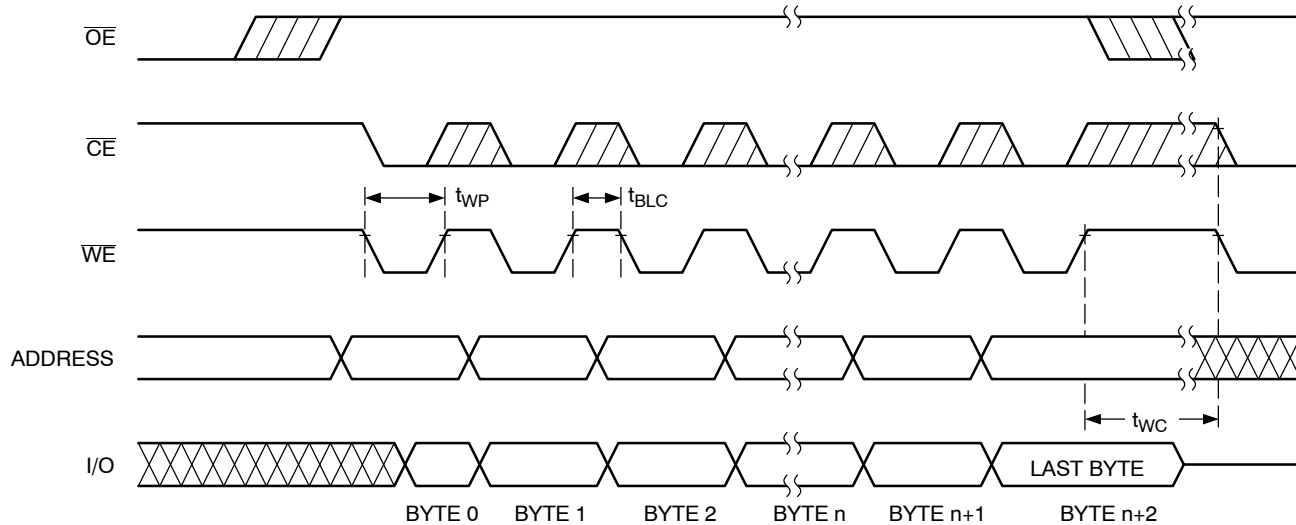 OE
CE
tWP
tBLC
WE
ADDRESS
tWC
I/O
LAST BYTE
BYTE 0 BYTE 1 BYTE 2 BYTE n BYTE n+1 BYTE n+2